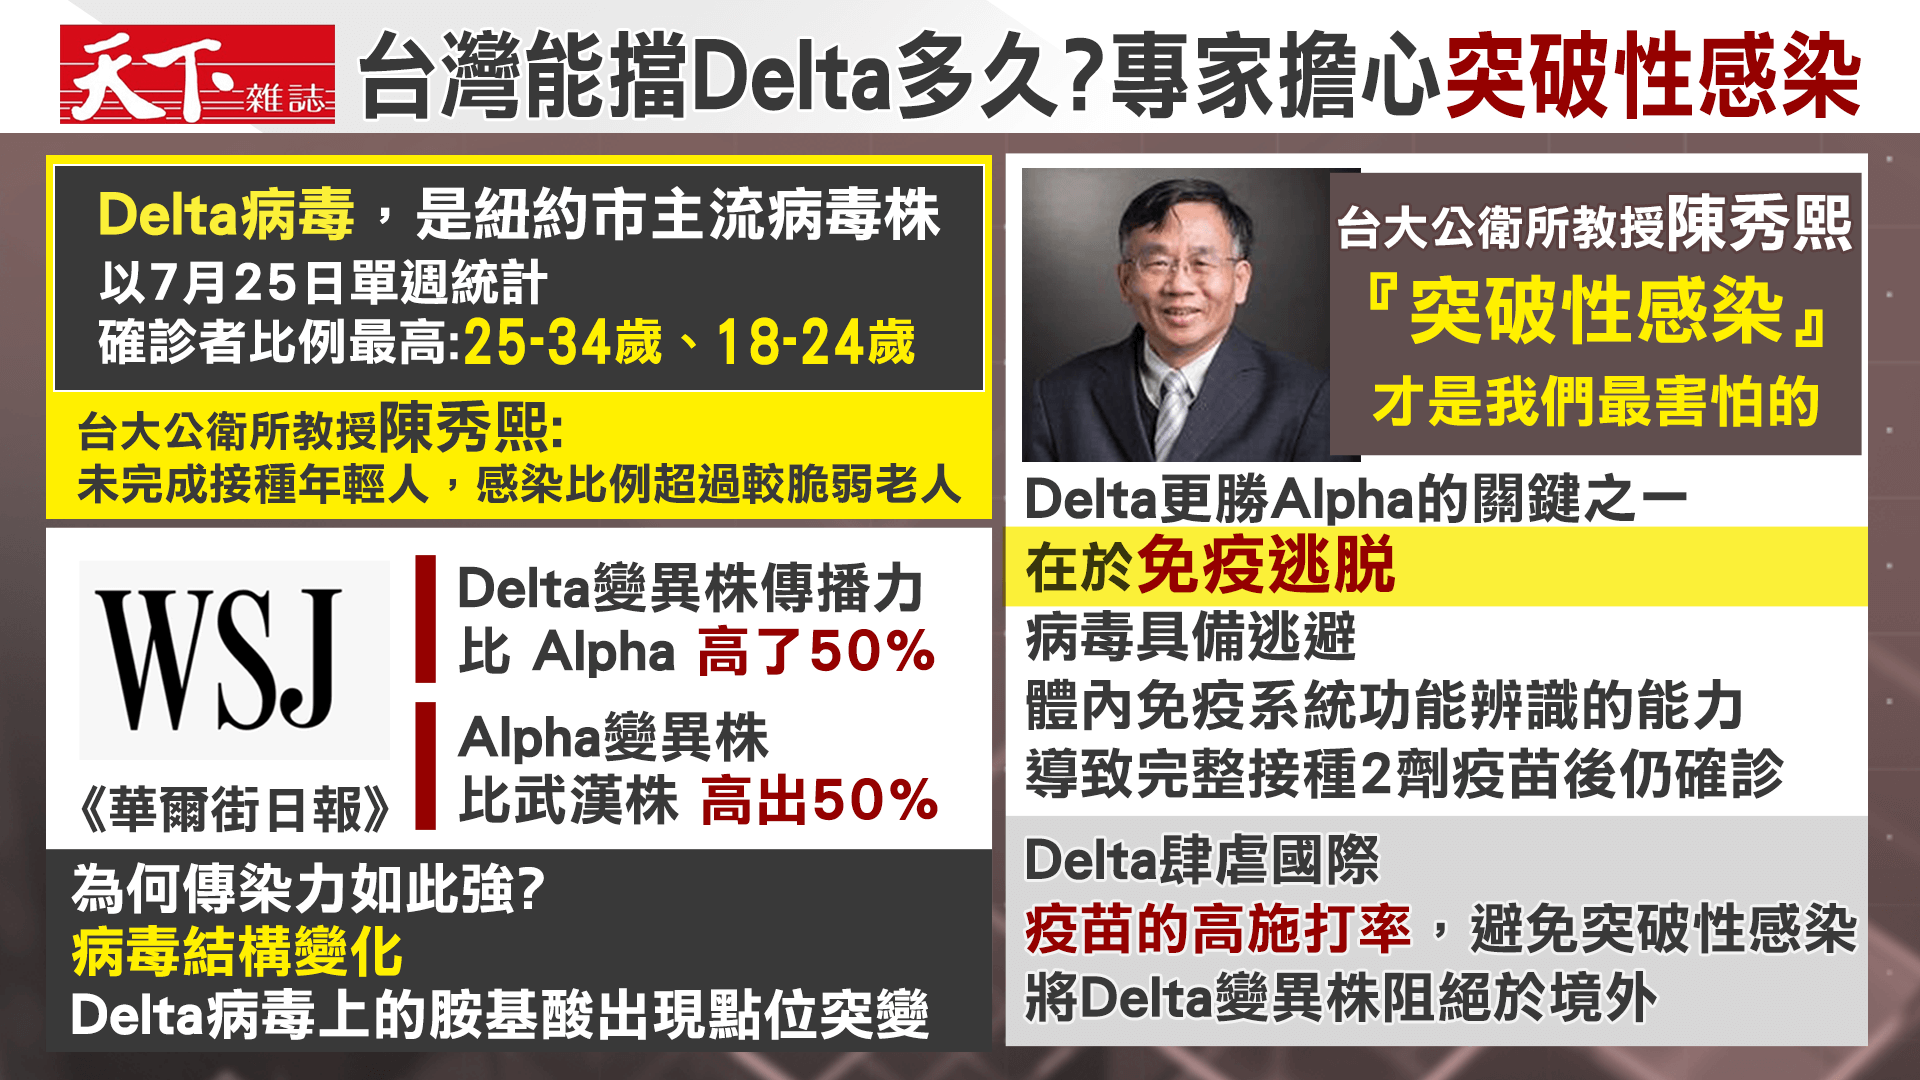 天下雜誌
台灣能擋Delta多久?專家擔心突破性感染
Delta病毒，是紐約市主流病毒株
以7月25日單週統計
確診者比例最高:25-34歲、18-24歲
台大公衛所教授陳秀熙:
未完成接種年輕人，感染比例超過較脆弱老人
WSJ
《華爾街日報》
Delta變異株傳播力
比 Alpha 高了50%
Alpha變異株
比武漢株 高出50%
為何傳染力如此強?
病毒結構變化
Delta病毒上的胺基酸出現點位突變
台大公衛所教授陳秀熙
『突破性感染』
才是我們最害怕的
Delta更勝Alpha的關鍵之一
在於免疫逃脫
病毒具備逃避
體內免疫系統功能辨識的能力
導致完整接種2劑疫苗後仍確診
Delta肆虐國際
疫苗的高施打率，避免突破性感染
將Delta變異株阻絕於境外